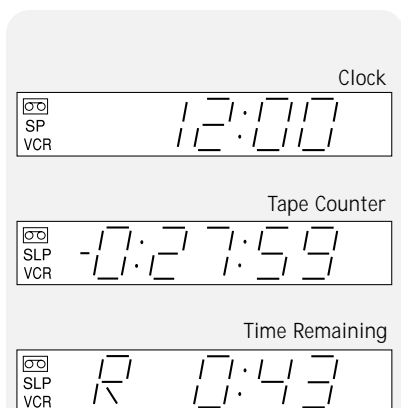 Clock
SP
VCR
12:00
Tape Counter
SLP
VCR
-0:27:59
Time Remaining
SLP
VCR
R 0:43